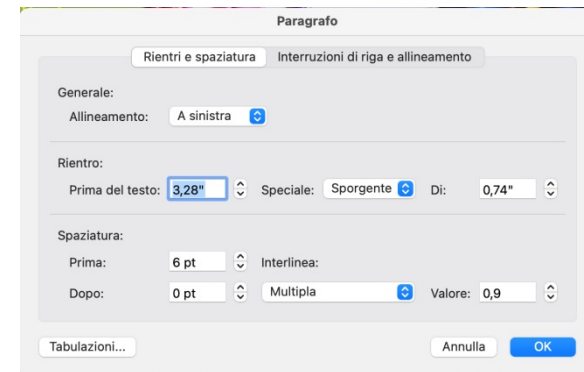 Paragrafo
Rientri e spaziatura Interruzioni di riga e allineamento
Generale:
Allineamento: A sinistra
Rientro:
Prima del testo: 3,28" Speciale: Sporgente Di: 0,74"
Spaziatura:
Prima: 6 pt Interlinea:
Dopo: 0 pt Multipla Valore: 0,9
Tabulazioni... Annulla OK